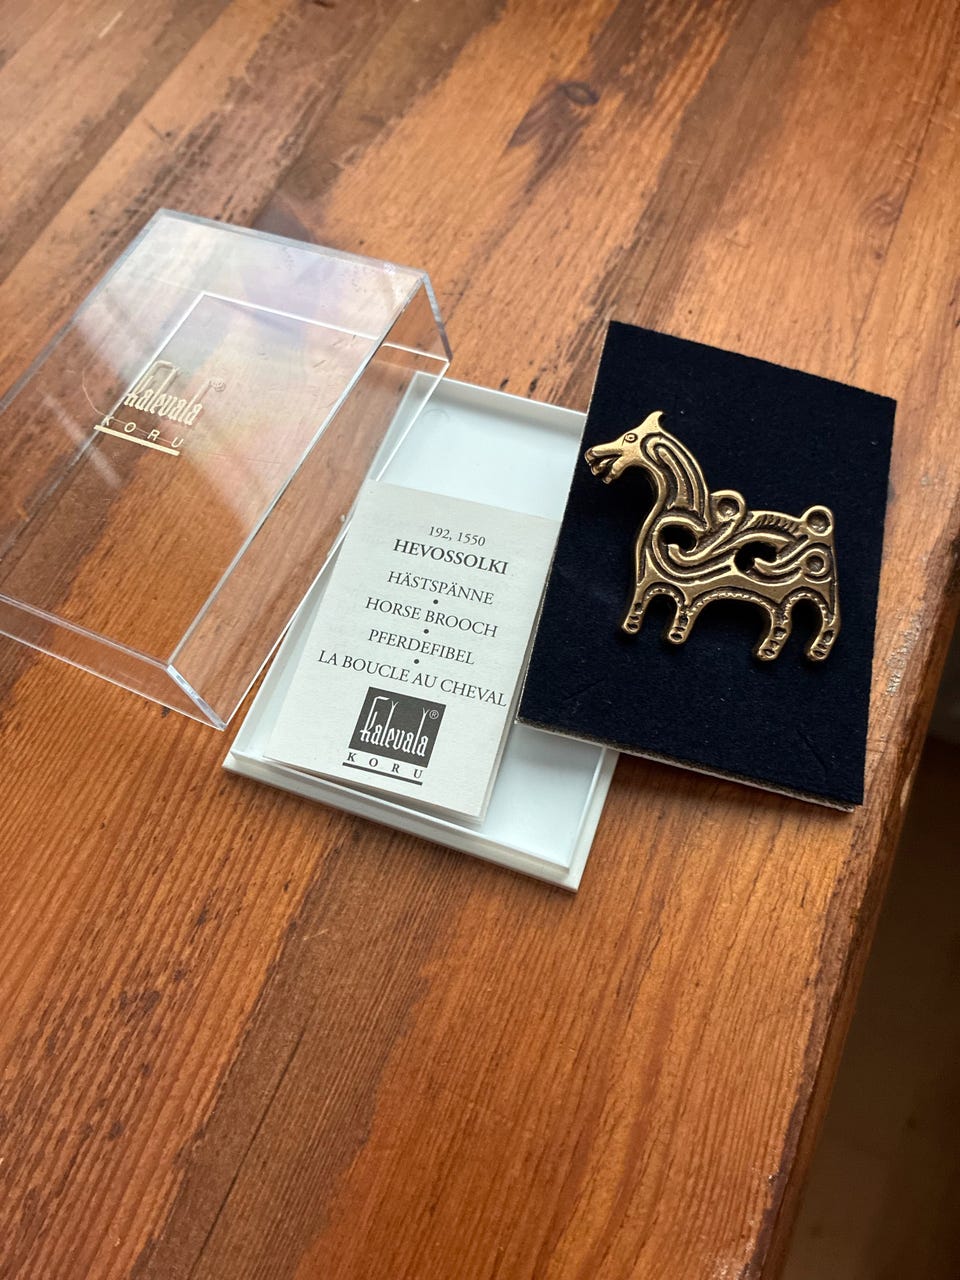 Kalevala®
KORU
192, 1550
HEVOSSOLKI
HÄSTSPÄNNE
•
HORSE BROOCH
•
PFERDEFIBEL
•
LA BOUCLE AU CHEVAL
Kalevala®
KORU